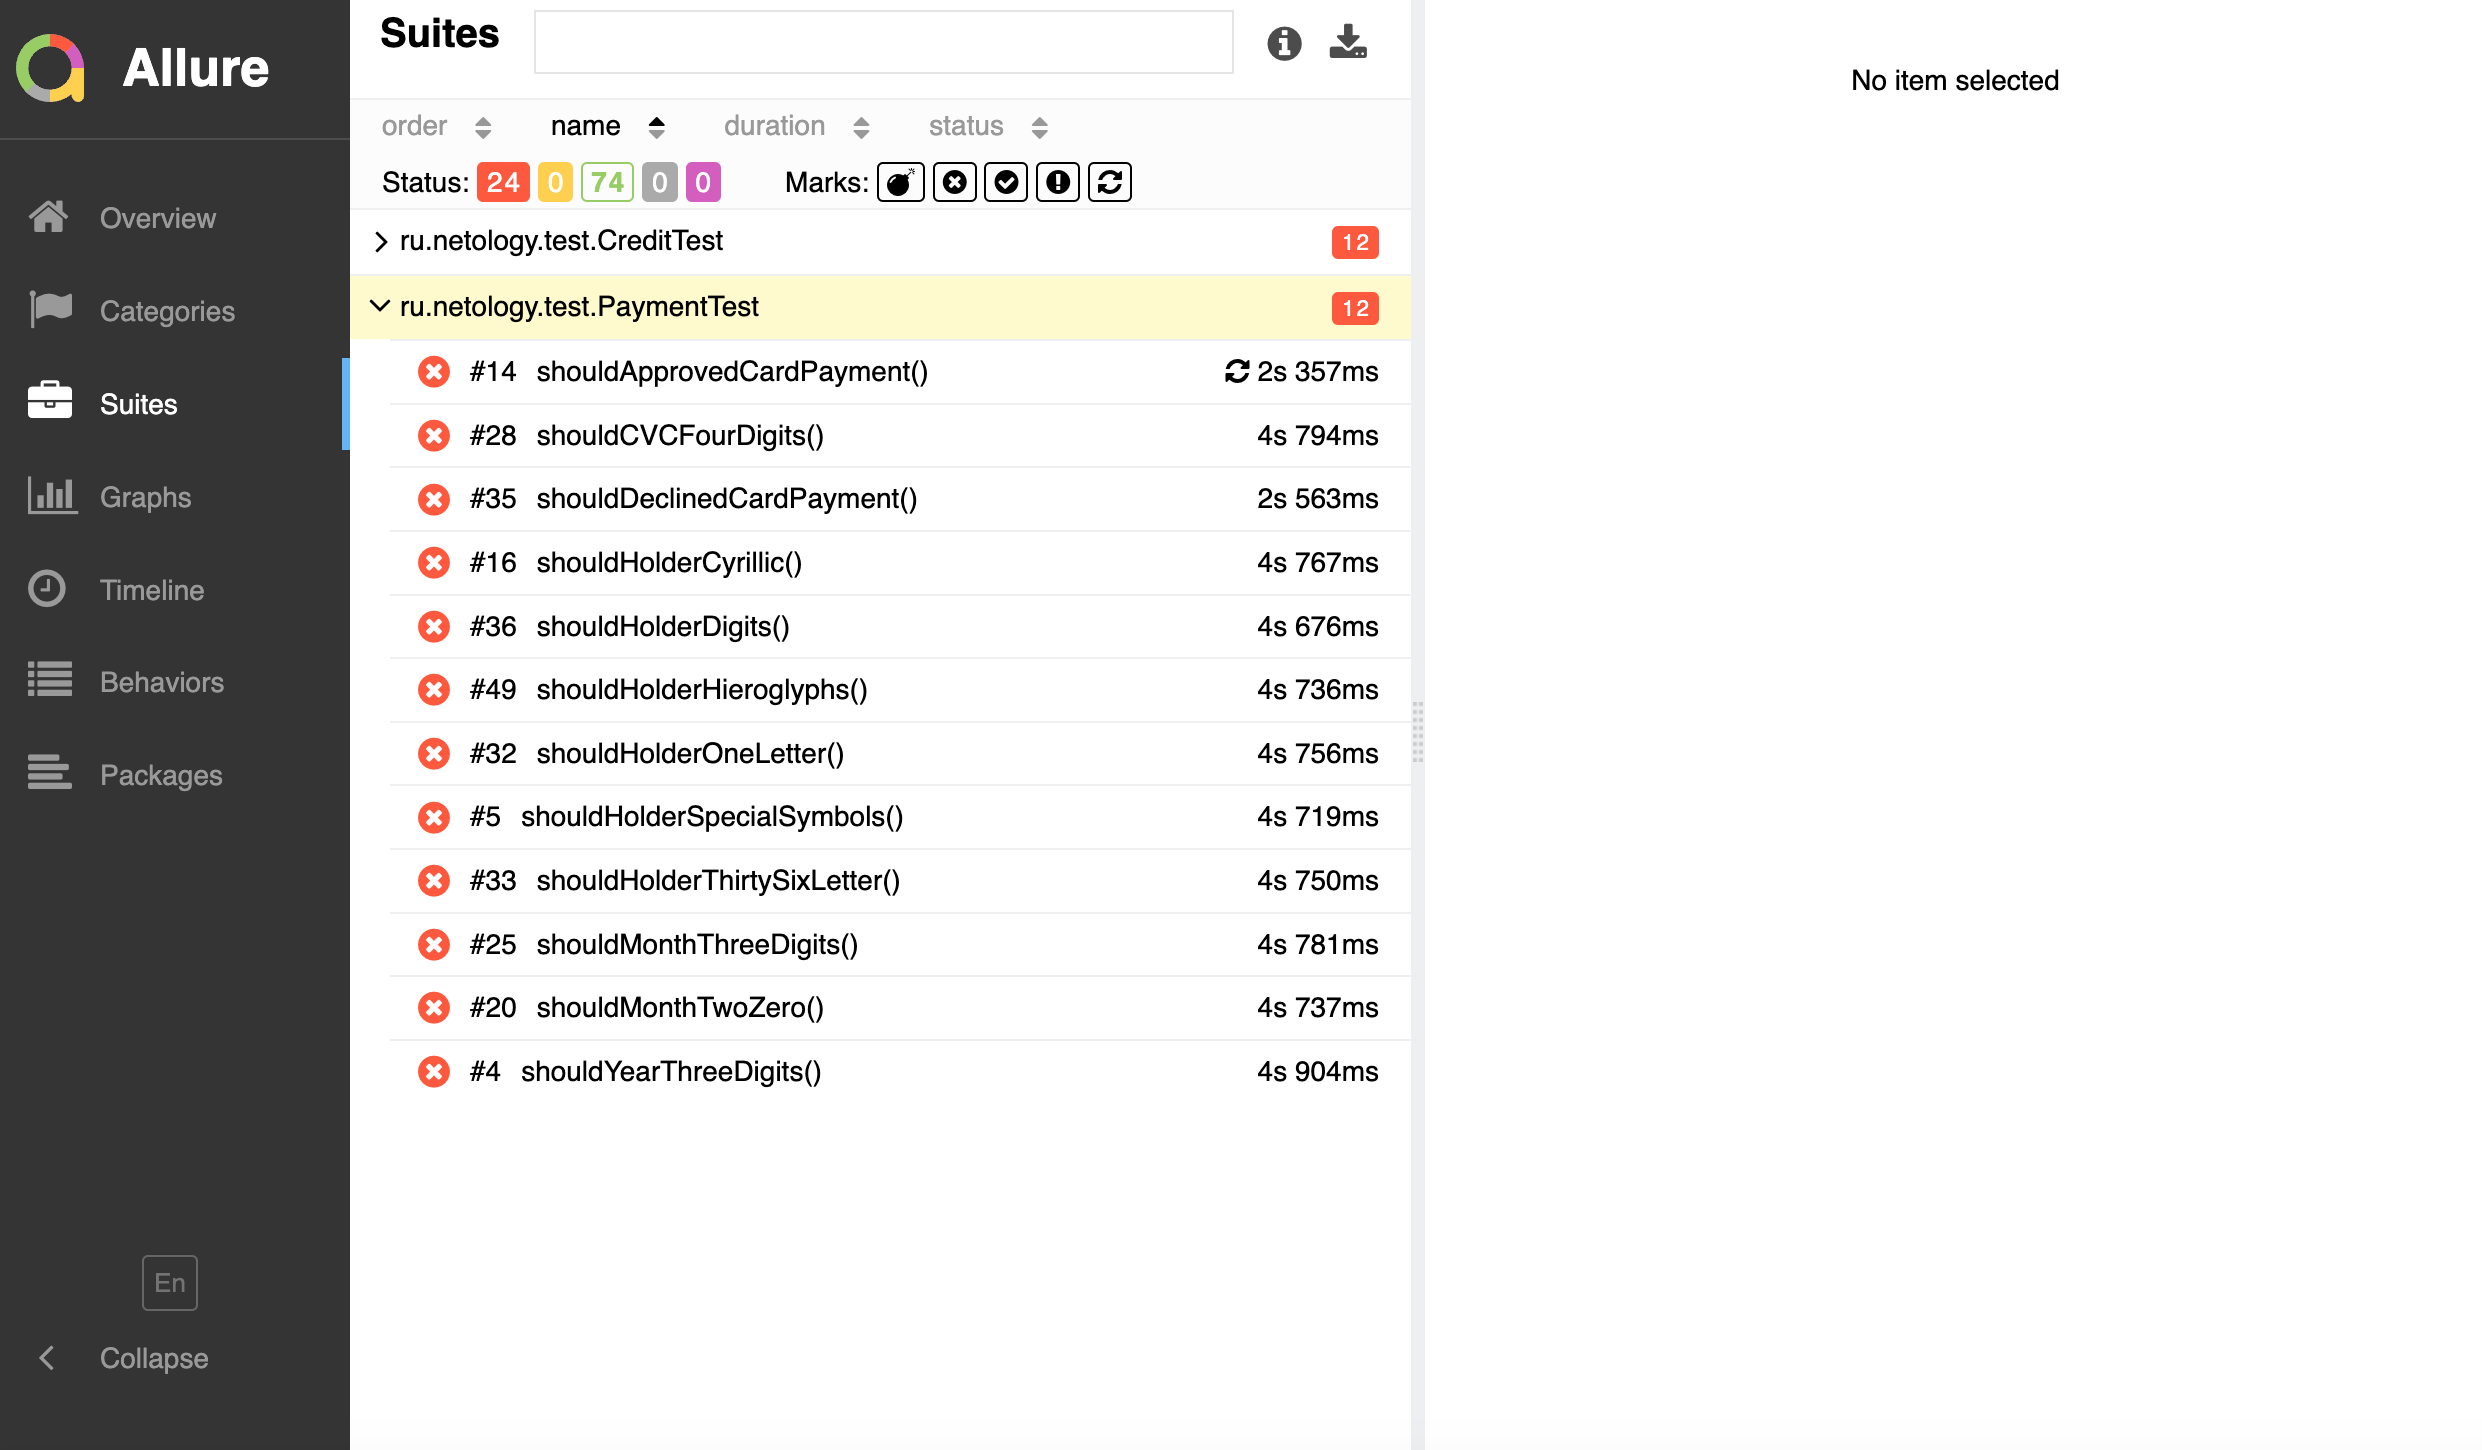 Allure
Overview
Categories
Suites
Graphs
Timeline
Behaviors
Packages
En
Collapse
Suites
order name duration status
Status: 24 0 74 0 0 Marks:
ru.netology.test.CreditTest 12
ru.netology.test.PaymentTest 12
#14 shouldApprovedCardPayment() 2s 357ms
#28 shouldCVCFourDigits() 4s 794ms
#35 shouldDeclinedCardPayment() 2s 563ms
#16 shouldHolderCyrillic() 4s 767ms
#36 shouldHolderDigits() 4s 676ms
#49 shouldHolderHieroglyphs() 4s 736ms
#32 shouldHolderOneLetter() 4s 756ms
#5 shouldHolderSpecialSymbols() 4s 719ms
#33 shouldHolderThirtySixLetter() 4s 750ms
#25 shouldMonthThreeDigits() 4s 781ms
#20 shouldMonthTwoZero() 4s 737ms
#4 shouldYearThreeDigits() 4s 904ms
No item selected